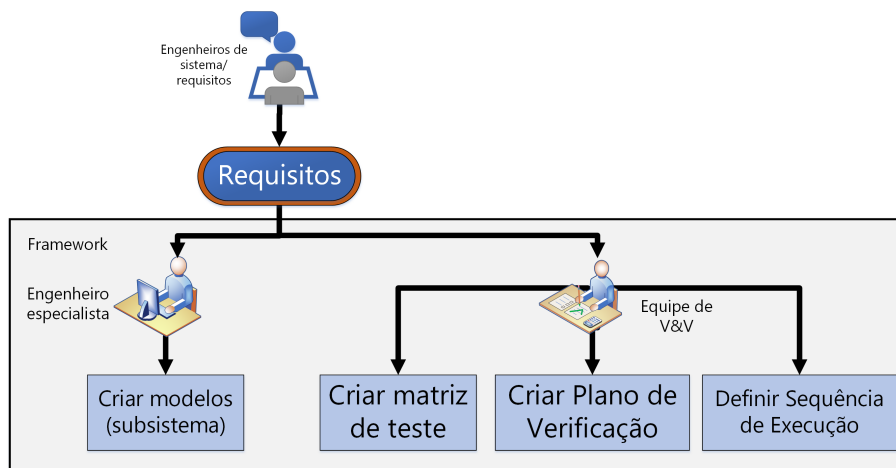 Engenheiros de
sistema/
requisitos
Requisitos
Framework
Engenheiro
especialista
Equipe de
V&V
Criar modelos
(subsistema)
Criar matriz
de teste
Criar Plano de
Verificação
Definir Sequência
de Execução